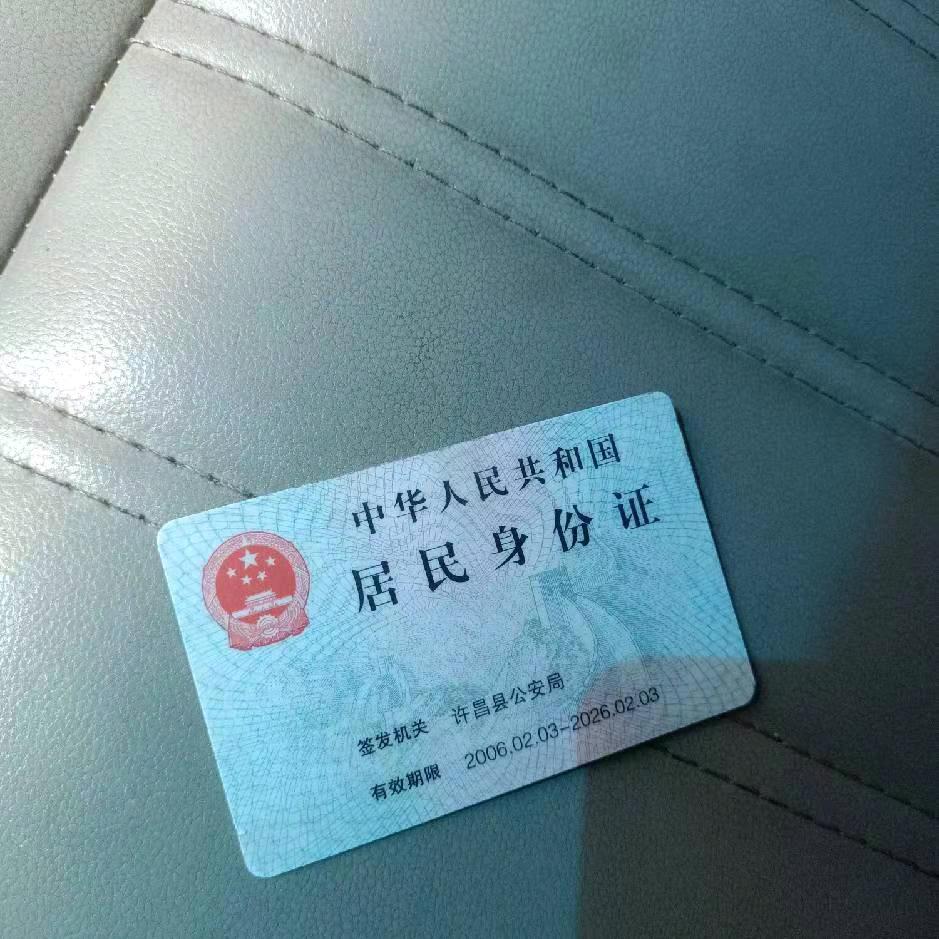 中华人民共和国
居民身份证
签发机关 许昌县公安局
有效期限 2006.02.03-2026.02.03